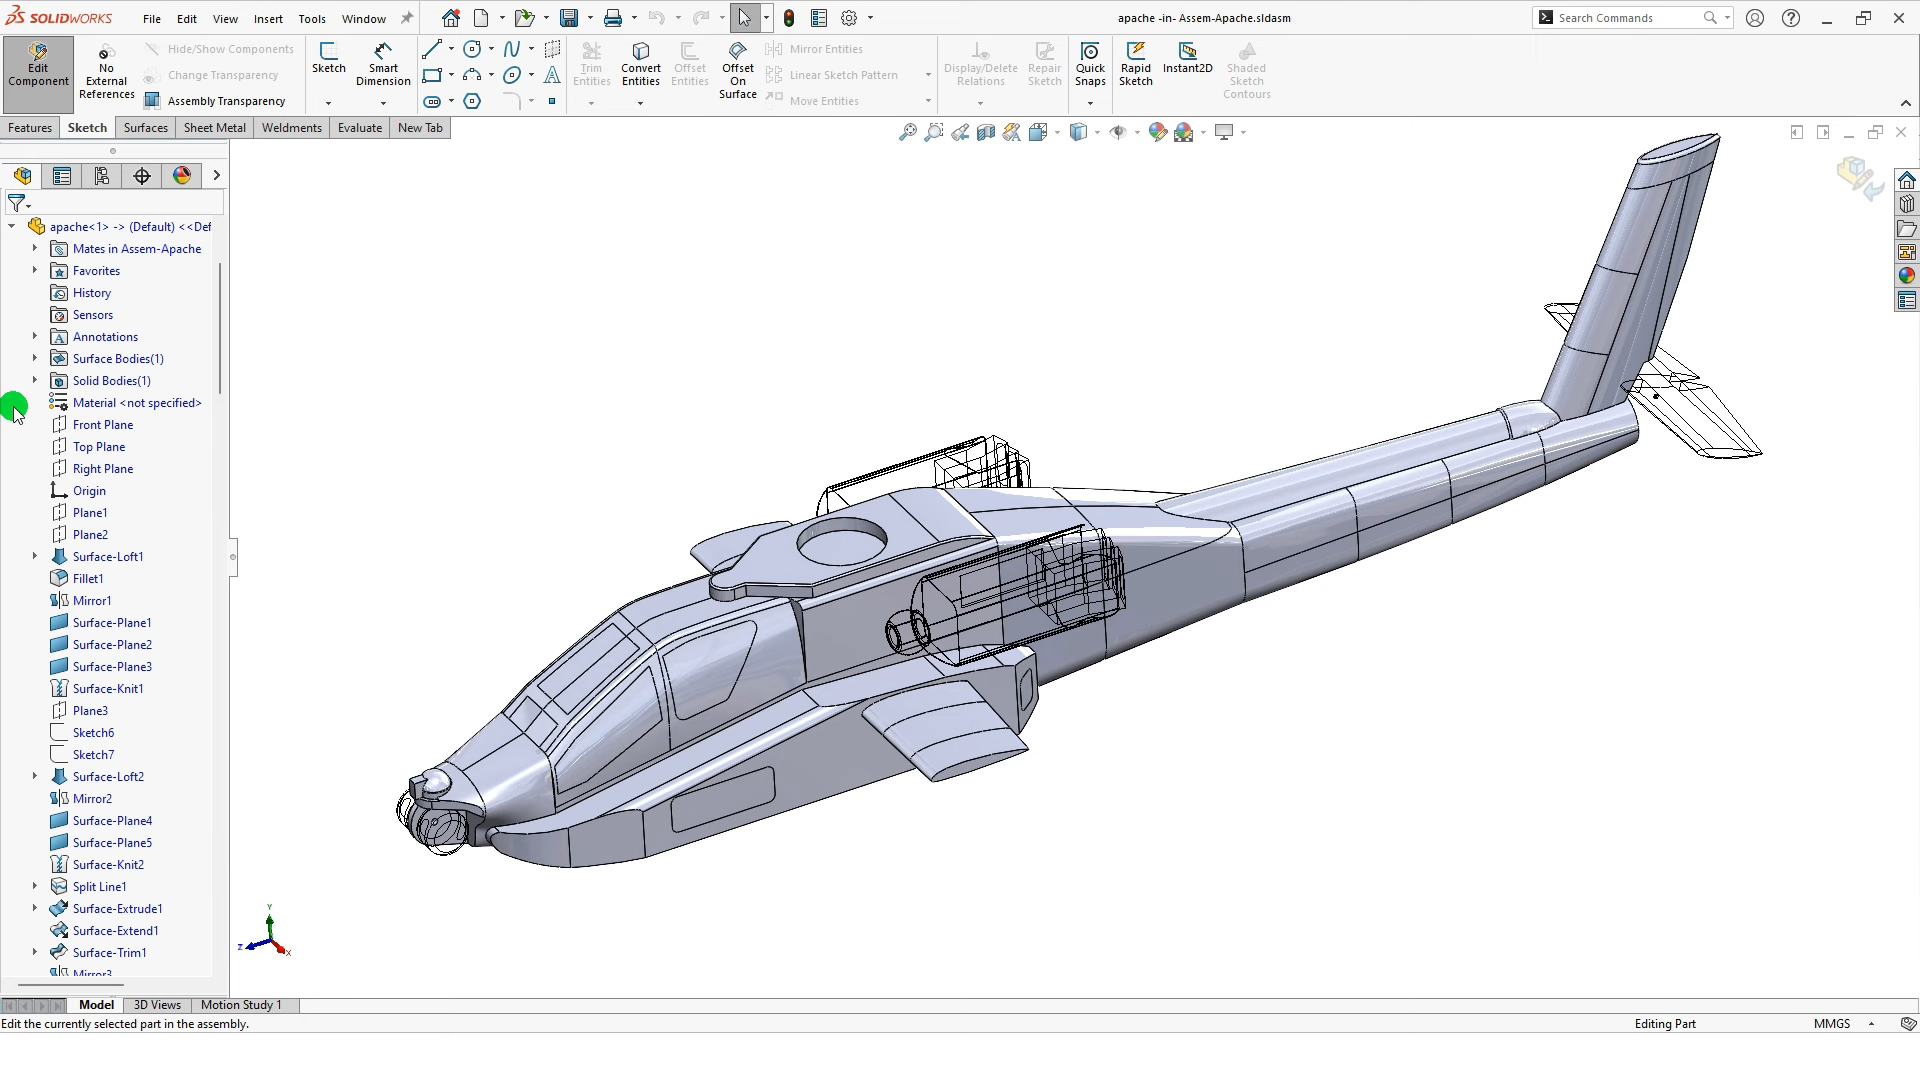 SOLIDWORKS
File Edit View Insert Tools Window
apache -in- Assem-Apache.sldasm
Search Commands
Edit Component
No External References
Hide/Show Components
Change Transparency
Assembly Transparency
Sketch
Smart Dimension
Trim Entities
Convert Entities
Offset Entities
Offset On Surface
Mirror Entities
Linear Sketch Pattern
Move Entities
Display/Delete Relations
Repair Sketch
Quick Snaps
Rapid Sketch
Instant2D
Shaded Sketch Contours
Features Sketch Surfaces Sheet Metal Weldments Evaluate New Tab
apache<1> -> (Default) <<Def
Mates in Assem-Apache
Favorites
History
Sensors
Annotations
Surface Bodies(1)
Solid Bodies(1)
Material <not specified>
Front Plane
Top Plane
Right Plane
Origin
Plane1
Plane2
Surface-Loft1
Fillet1
Mirror1
Surface-Plane1
Surface-Plane2
Surface-Plane3
Surface-Knit1
Plane3
Sketch6
Sketch7
Surface-Loft2
Mirror2
Surface-Plane4
Surface-Plane5
Surface-Knit2
Split Line1
Surface-Extrude1
Surface-Extend1
Surface-Trim1
Mirror3
Y
Z
X
Model 3D Views Motion Study 1
Edit the currently selected part in the assembly.
Editing Part
MMGS